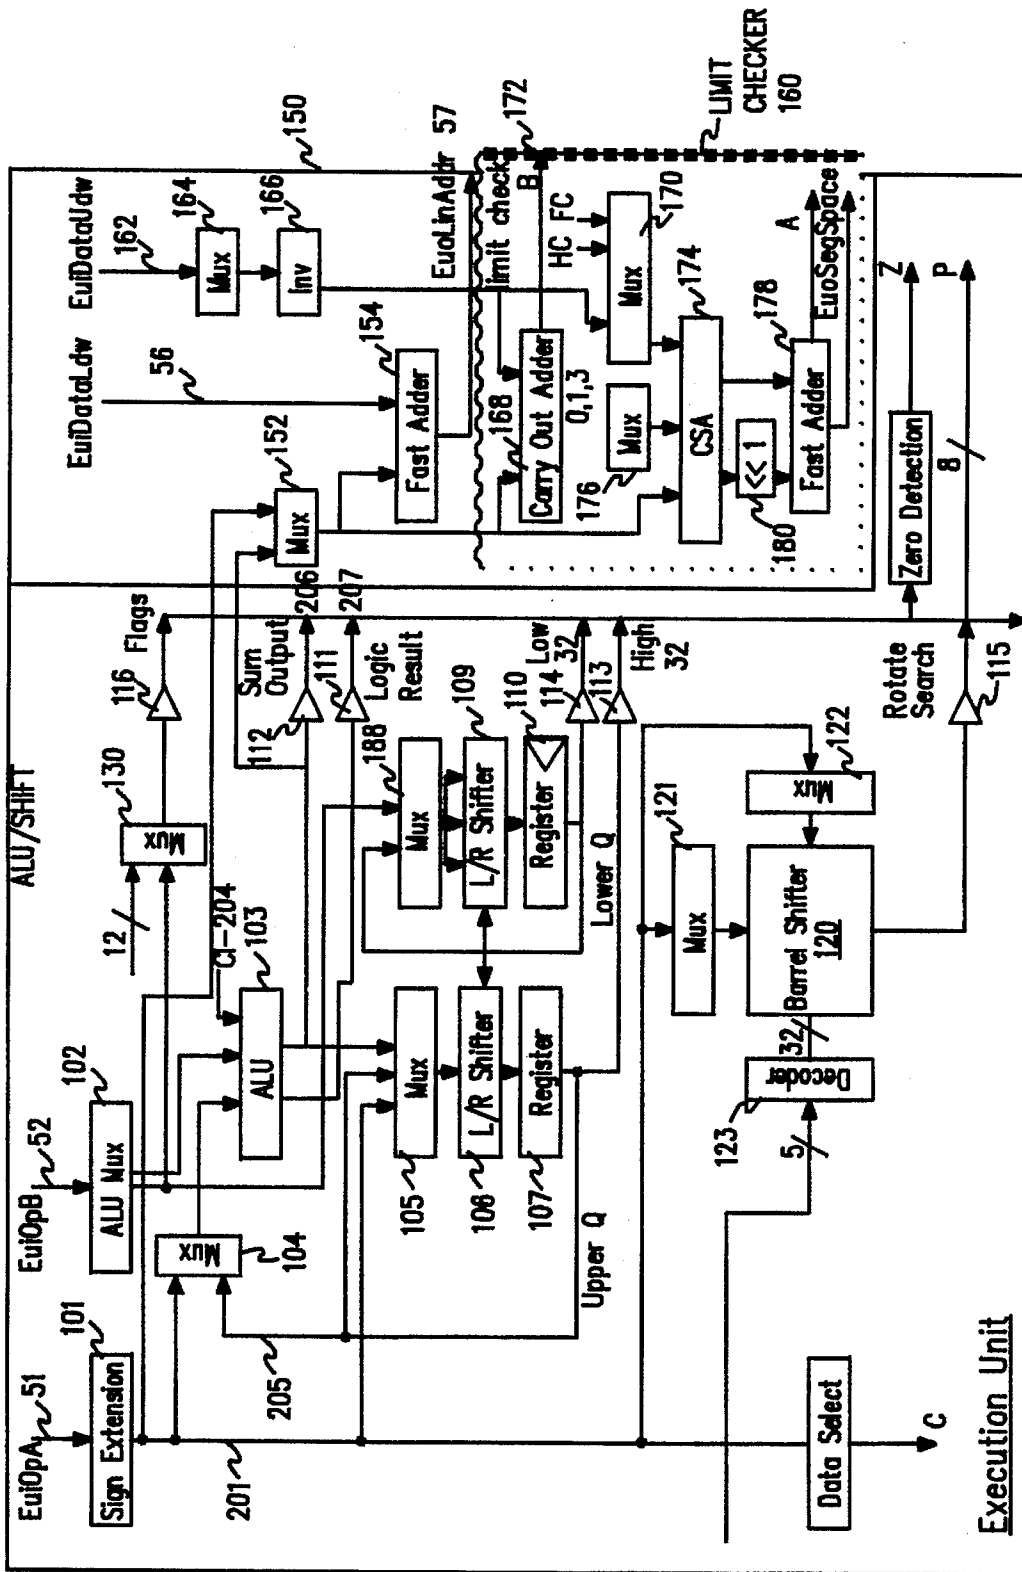 ALU/SHIFT
EuiOpA
51
101
Sign Extension
201
EuiOpB
52
102
ALU Mux
Mux
104
205
12
130
Mux
116
Flags
CI-204
103
ALU
Sum
Output
206
112
111
207
Logic
Result
105
Mux
106
L/R Shifter
107
Register
Upper Q
188
Mux
109
L/R Shifter
110
Register
Lower Q
114
Low
32
113
High
32
121
Mux
122
Mux
Barrel Shifter
120
32
Decoder
123
5
Rotate
Search
115
Data Select
C
EuiDataLdw
56
EuiDataUdw
162
164
Mux
166
Inv
150
152
Mux
154
Fast Adder
EuoLinAddr 57
limit check
172
B
168
Carry Out Adder
0,1,3
HC
FC
170
Mux
176
Mux
174
CSA
<< 1
180
178
Fast Adder
A
EuoSegSpace
LIMIT
CHECKER
160
Zero Detection
Z
8
P
Execution Unit